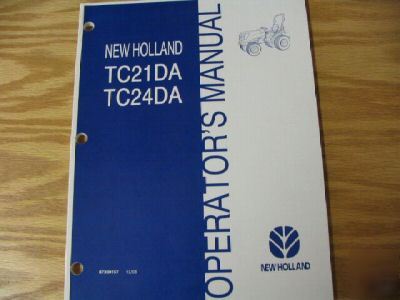 NEW HOLLAND
TC21DA
TC24DA
OPERATOR'S MANUAL
NEW HOLLAND